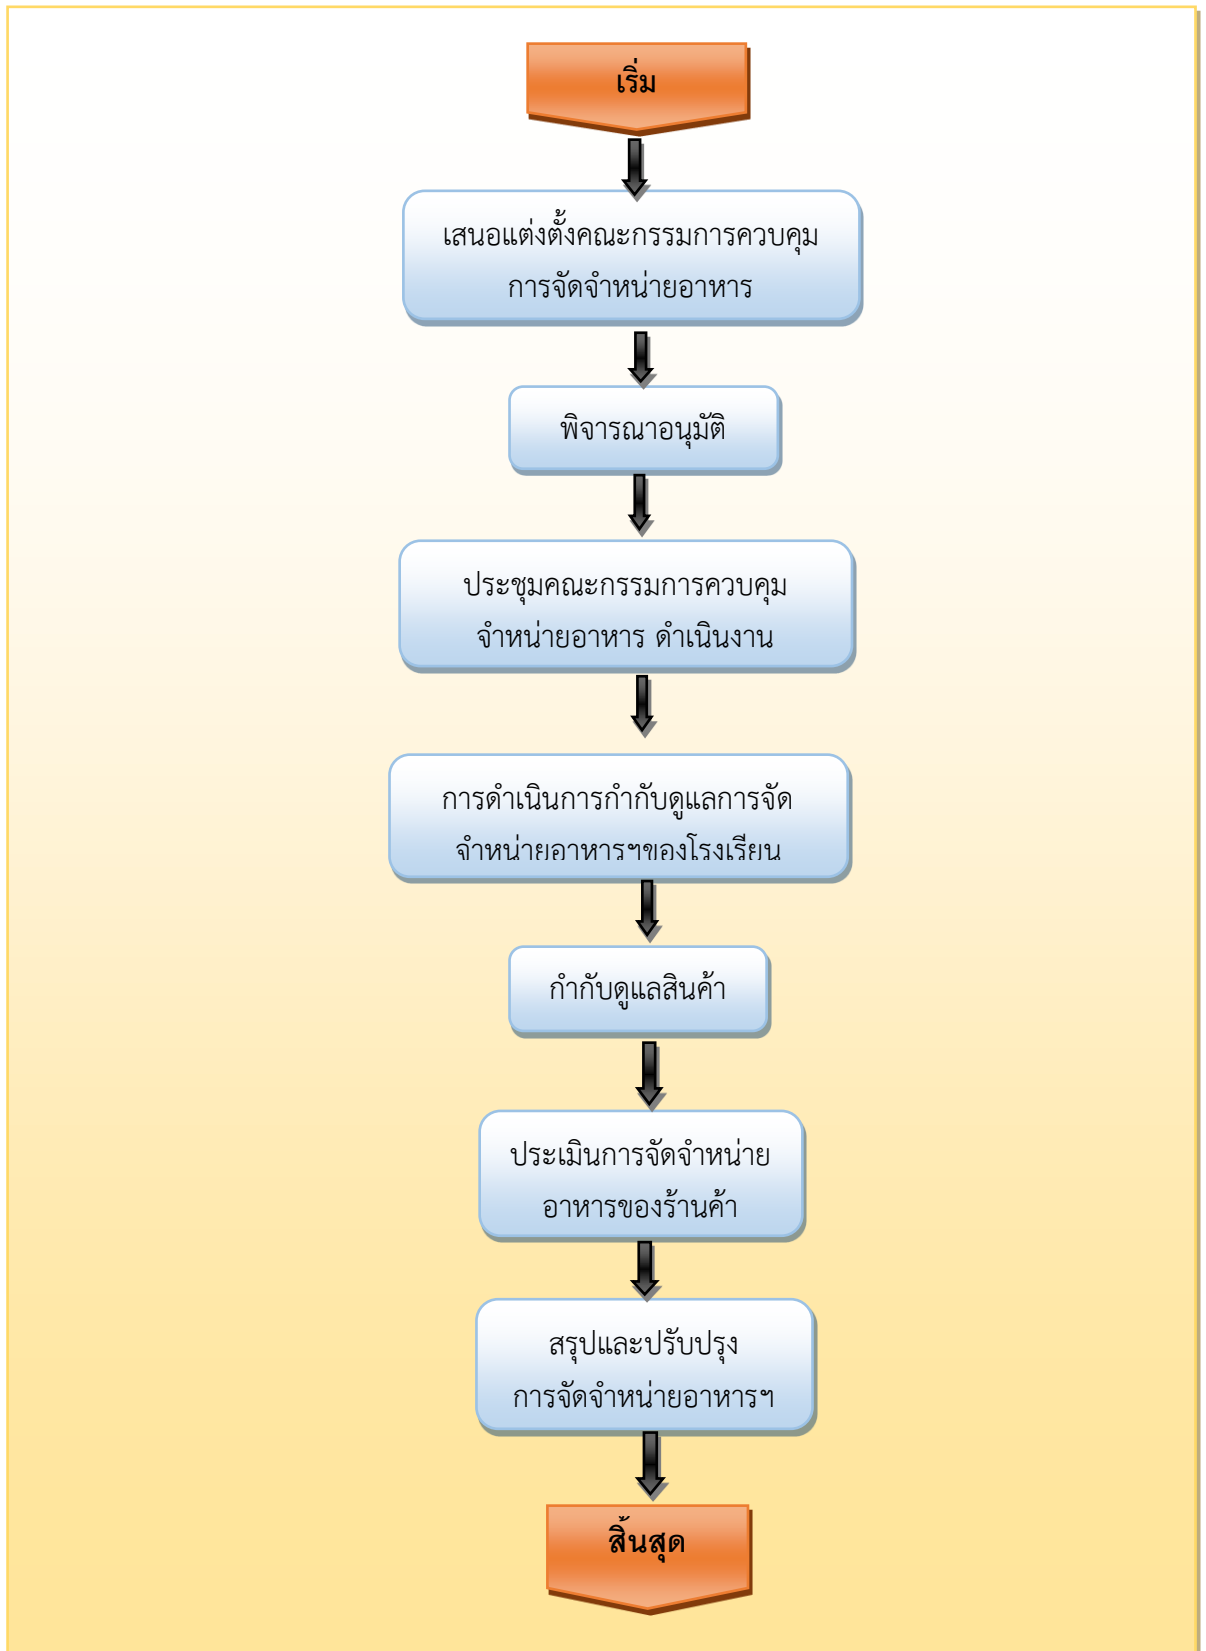 เริ่ม
เสนอแต่งตั้งคณะกรรมการควบคุม
การจัดจำหน่ายอาหาร
พิจารณาอนุมัติ
ประชุมคณะกรรมการควบคุม
จำหน่ายอาหาร ดำเนินงาน
การดำเนินการกำกับดูแลการจัด
จำหน่ายอาหารฯของโรงเรียน
กำกับดูแลสินค้า
ประเมินการจัดจำหน่าย
อาหารของร้านค้า
สรุปและปรับปรุง
การจัดจำหน่ายอาหารฯ
สิ้นสุด